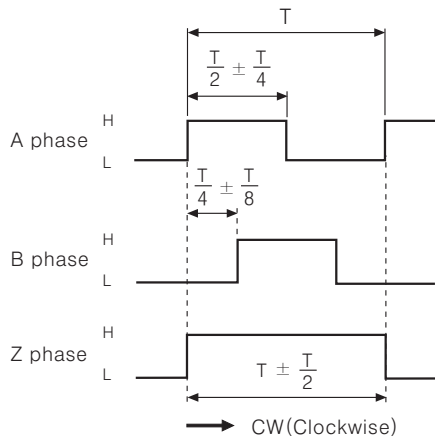 T
T/2 ± T/4
A phase H
L
T/4 ± T/8
B phase H
L
Z phase H
L
T ± T/2
CW(Clockwise)